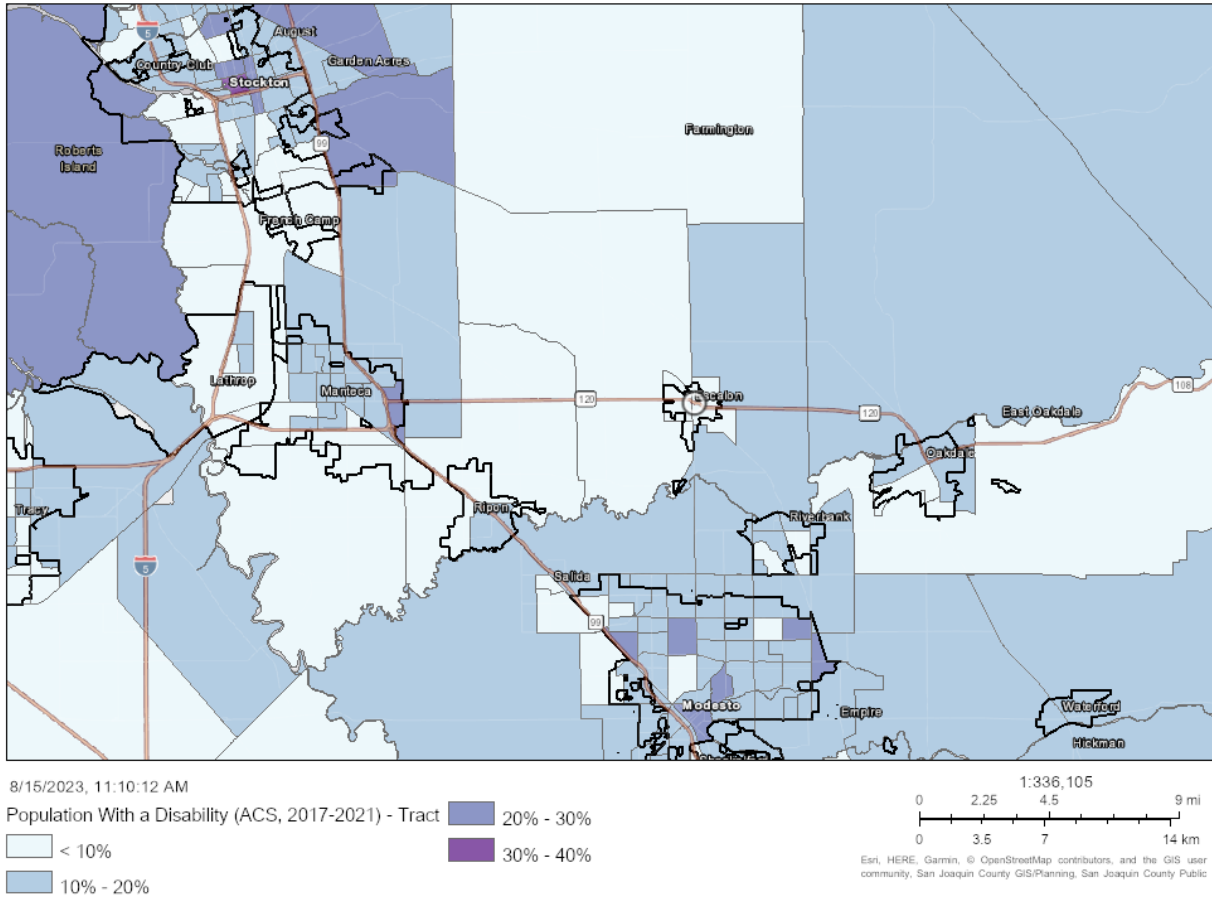 5
August
Country Club
Garden Acres
Stockton
Farmington
99
Roberts
Island
French Camp
Lathrop
Manteca
120
Escalon
108
120
East Oakdale
Oakdale
Tracy
Ripon
Riverbank
5
Salida
99
Modesto
Empire
Waterford
Hickman
8/15/2023, 11:10:12 AM
Population With a Disability (ACS, 2017-2021) - Tract
< 10%
10% - 20%
20% - 30%
30% - 40%
1:336,105
0 2.25 4.5 9 mi
0 3.5 7 14 km
Esri, HERE, Garmin, © OpenStreetMap contributors, and the GIS user
community, San Joaquin County GIS/Planning, San Joaquin County Public